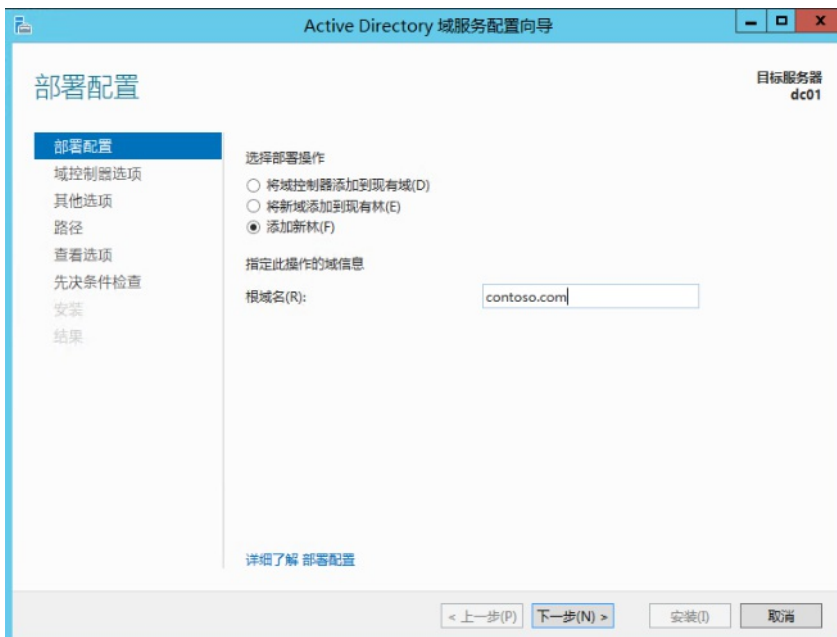 Active Directory 域服务配置向导
部署配置
目标服务器
dc01
部署配置
域控制器选项
其他选项
路径
查看选项
先决条件检查
安装
结果
选择部署操作
将域控制器添加到现有域(D)
将新域添加到现有林(E)
添加新林(F)
指定此操作的域信息
根域名(R):
contoso.com
详细了解 部署配置
< 上一步(P)
下一步(N) >
安装(I)
取消